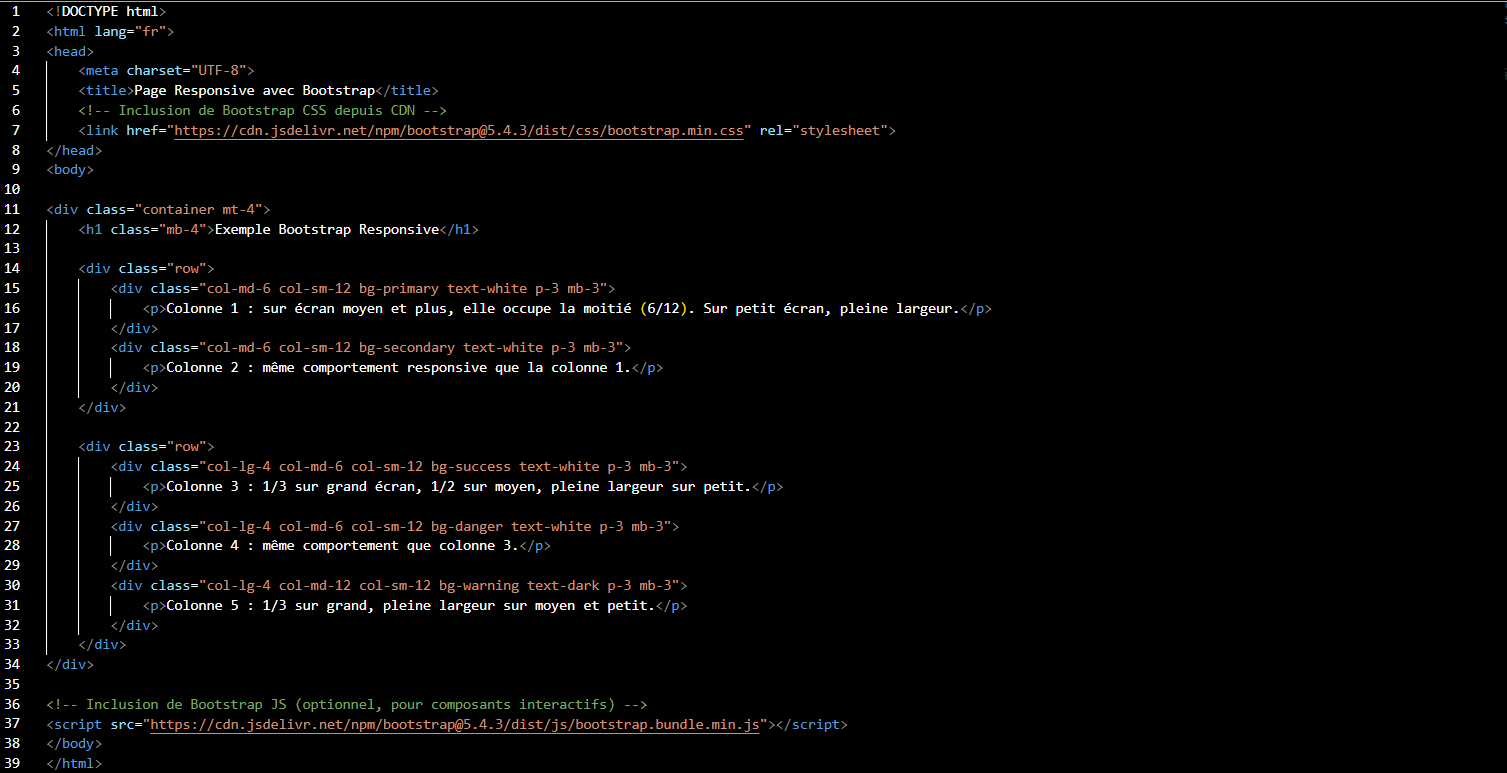 1 <!DOCTYPE html>
2 <html lang="fr">
3 <head>
4     <meta charset="UTF-8">
5     <title>Page Responsive avec Bootstrap</title>
6     <!-- Inclusion de Bootstrap CSS depuis CDN -->
7     <link href="https://cdn.jsdelivr.net/npm/bootstrap@5.4.3/dist/css/bootstrap.min.css" rel="stylesheet">
8 </head>
9 <body>
10
11 <div class="container mt-4">
12     <h1 class="mb-4">Exemple Bootstrap Responsive</h1>
13
14     <div class="row">
15         <div class="col-md-6 col-sm-12 bg-primary text-white p-3 mb-3">
16             <p>Colonne 1 : sur écran moyen et plus, elle occupe la moitié (6/12). Sur petit écran, pleine largeur.</p>
17         </div>
18         <div class="col-md-6 col-sm-12 bg-secondary text-white p-3 mb-3">
19             <p>Colonne 2 : même comportement responsive que la colonne 1.</p>
20         </div>
21     </div>
22
23     <div class="row">
24         <div class="col-lg-4 col-md-6 col-sm-12 bg-success text-white p-3 mb-3">
25             <p>Colonne 3 : 1/3 sur grand écran, 1/2 sur moyen, pleine largeur sur petit.</p>
26         </div>
27         <div class="col-lg-4 col-md-6 col-sm-12 bg-danger text-white p-3 mb-3">
28             <p>Colonne 4 : même comportement que colonne 3.</p>
29         </div>
30         <div class="col-lg-4 col-md-12 col-sm-12 bg-warning text-dark p-3 mb-3">
31             <p>Colonne 5 : 1/3 sur grand, pleine largeur sur moyen et petit.</p>
32         </div>
33     </div>
34 </div>
35
36 <!-- Inclusion de Bootstrap JS (optionnel, pour composants interactifs) -->
37 <script src="https://cdn.jsdelivr.net/npm/bootstrap@5.4.3/dist/js/bootstrap.bundle.min.js"></script>
38 </body>
39 </html>